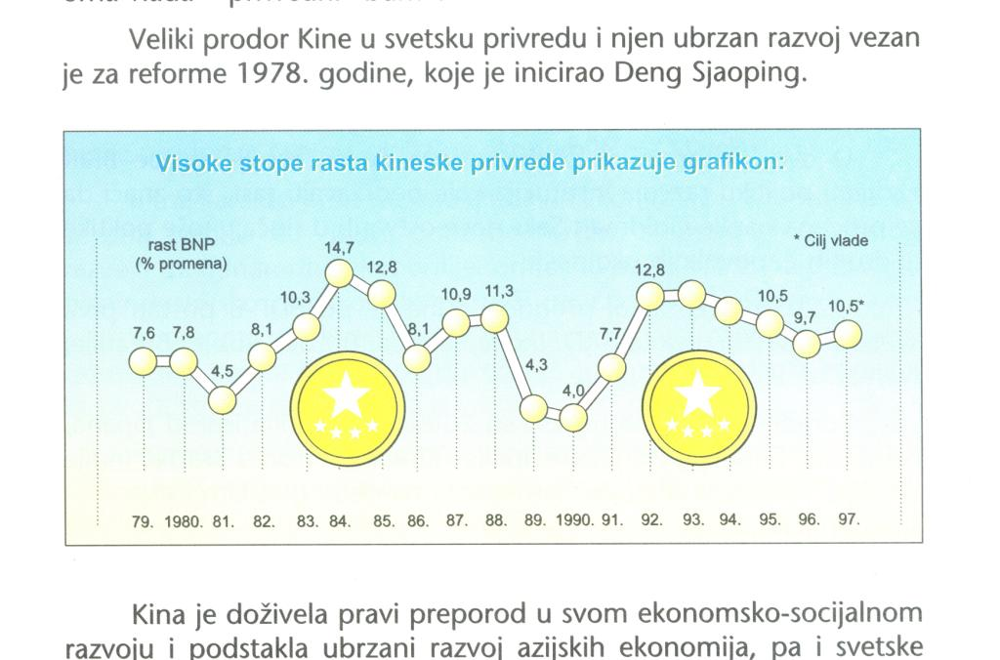 Veliki prodor Kine u svetsku privredu i njen ubrzan razvoj vezan
je za reforme 1978. godine, koje je inicirao Deng Sjaoping.
Visoke stope rasta kineske privrede prikazuje grafikon:
rast BNP
(% promena)
* Cilj vlade
7,6 7,8 4,5 8,1 10,3 14,7 12,8 8,1 10,9 11,3 4,3 4,0 7,7 12,8 10,5 9,7 10,5*
79. 1980. 81. 82. 83. 84. 85. 86. 87. 88. 89. 1990. 91. 92. 93. 94. 95. 96. 97.
Kina je doživela pravi preporod u svom ekonomsko-socijalnom
razvoju i podstakla ubrzani razvoj azijskih ekonomija, pa i svetske